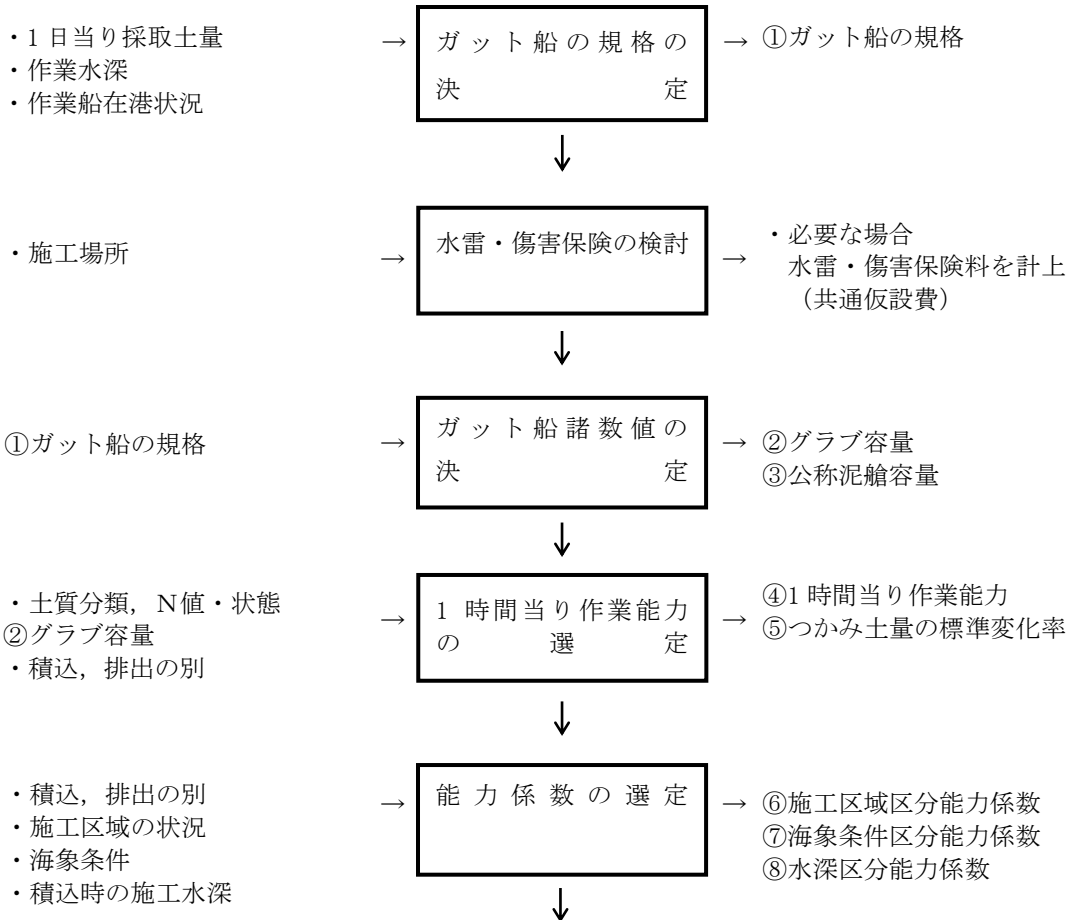 ・1日当り採取土量
・作業水深
・作業船在港状況
→
ガット船の規格の
決定
→ ①ガット船の規格
↓
・施工場所
→
水雷・傷害保険の検討
→
・必要な場合
水雷・傷害保険料を計上
（共通仮設費）
↓
①ガット船の規格
→
ガット船諸数値の
決定
→ ②グラブ容量
③公称泥艙容量
↓
・土質分類，Ｎ値・状態
②グラブ容量
・積込，排出の別
→
1時間当り作業能力
の選定
→
④1時間当り作業能力
⑤つかみ土量の標準変化率
↓
・積込，排出の別
・施工区域の状況
・海象条件
・積込時の施工水深
→
能力係数の選定
→ ⑥施工区域区分能力係数
⑦海象条件区分能力係数
⑧水深区分能力係数
↓